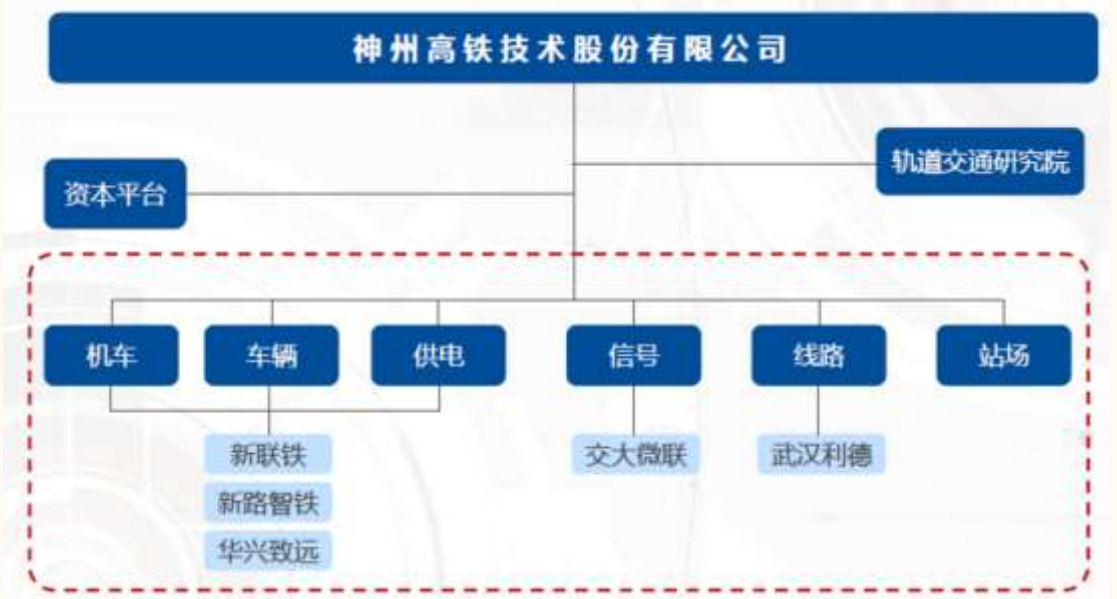 神州高铁技术股份有限公司
轨道交通研究院
资本平台
机车
车辆
供电
信号
线路
站场
新联铁
交大微联
武汉利德
新路智铁
华兴致远